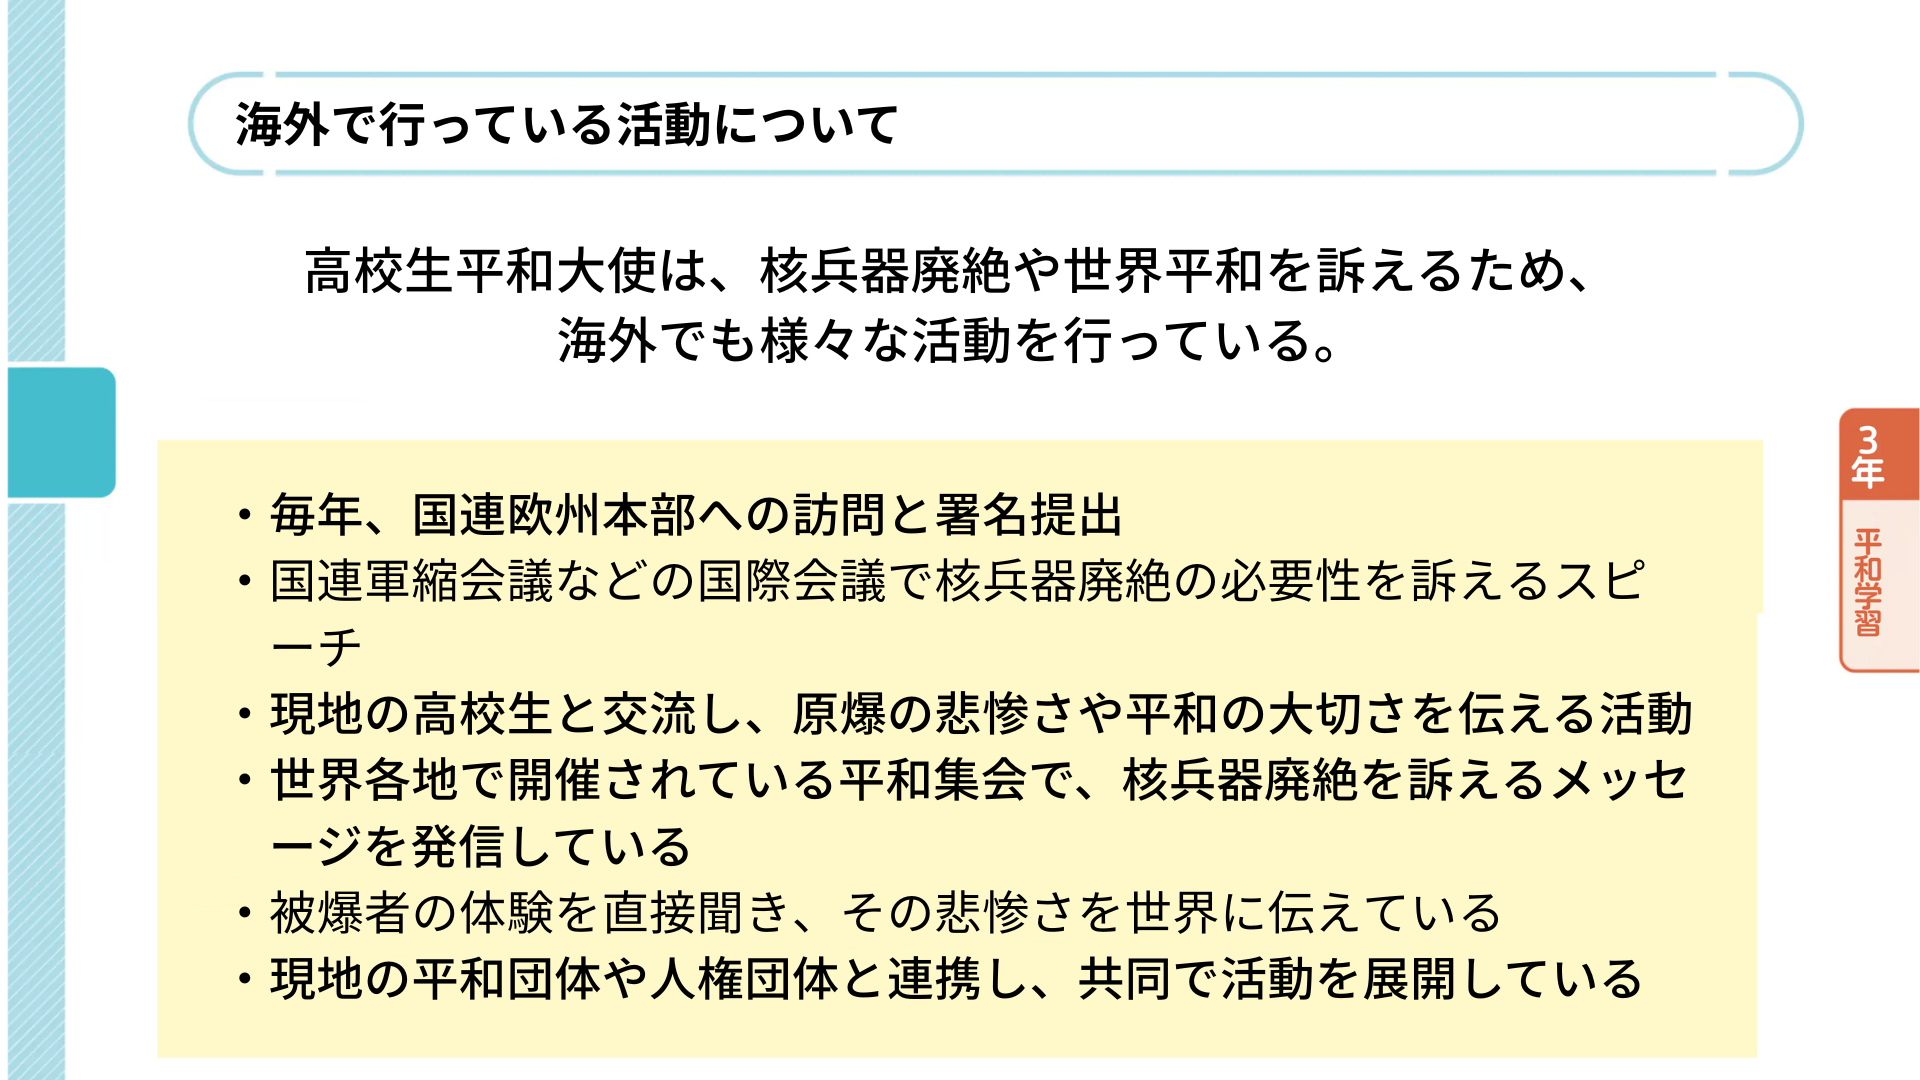 海外で行っている活動について
高校生平和大使は、核兵器廃絶や世界平和を訴えるため、
海外でも様々な活動を行っている。
・毎年、国連欧州本部への訪問と署名提出
・国連軍縮会議などの国際会議で核兵器廃絶の必要性を訴えるスピ
ーチ
・現地の高校生と交流し、原爆の悲惨さや平和の大切さを伝える活動
・世界各地で開催されている平和集会で、核兵器廃絶を訴えるメッセ
ージを発信している
・被爆者の体験を直接聞き、その悲惨さを世界に伝えている
・現地の平和団体や人権団体と連携し、共同で活動を展開している
3年
平和学習